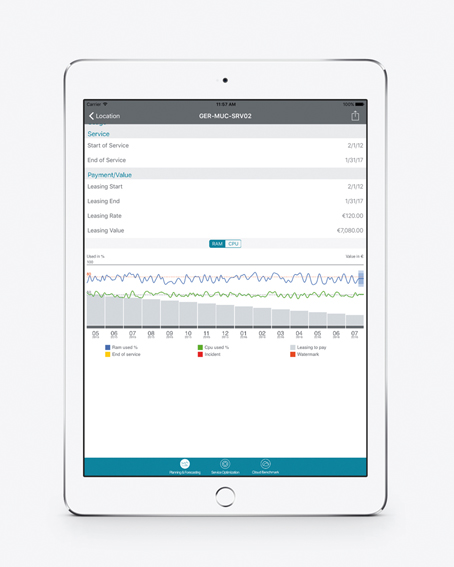 Carrier 11:07 AM 100%
Location GER-MUC-SRV02
Service
Start of Service 2/1/12
End of Service 1/31/17
Payment/Value
Leasing Start 2/1/12
Leasing End 1/31/17
Leasing Rate €120.00
Leasing Value €7,080.00
RAM CPU
Used in % Value in €
100
05 06 07 08 09 10 11 12 01 02 03 04 05 06 07
Ram used % Cpu used % Leasing to pay
End of service Incident Watermark
Planning & Forecasting Service Optimization Cloud Benchmark